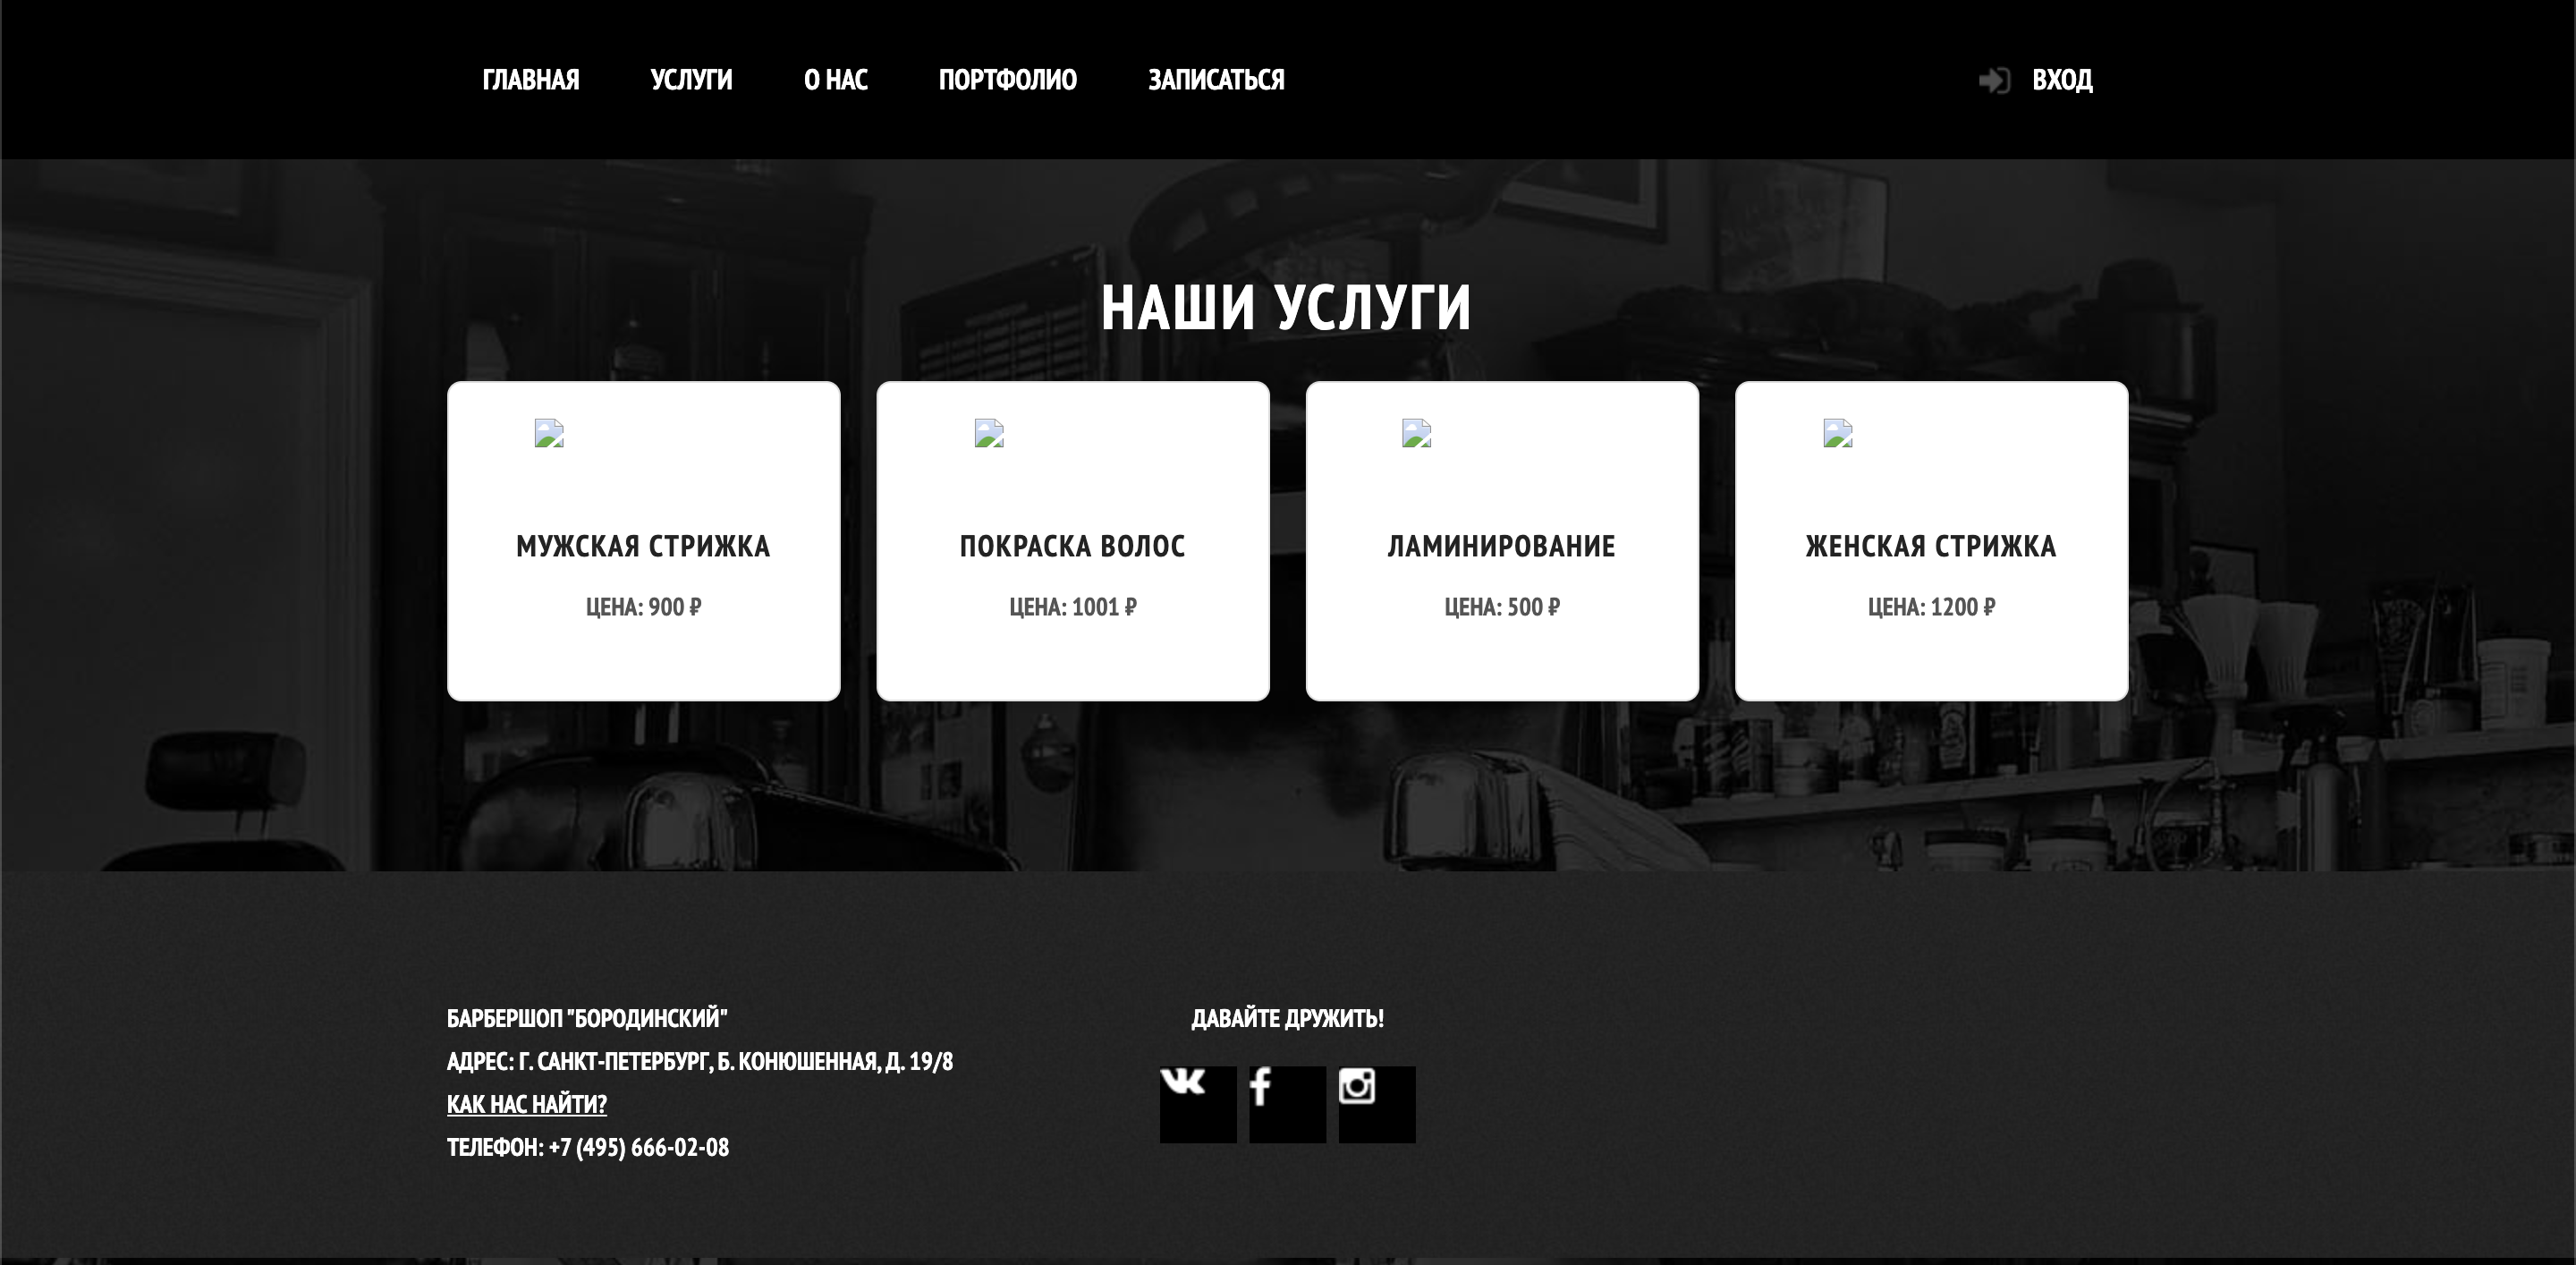 ГЛАВНАЯ УСЛУГИ О НАС ПОРТФОЛИО ЗАПИСАТЬСЯ ВХОД
НАШИ УСЛУГИ
МУЖСКАЯ СТРИЖКА
ЦЕНА: 900 ₽
ПОКРАСКА ВОЛОС
ЦЕНА: 1001 ₽
ЛАМИНИРОВАНИЕ
ЦЕНА: 500 ₽
ЖЕНСКАЯ СТРИЖКА
ЦЕНА: 1200 ₽
БАРБЕРШОП "БОРОДИНСКИЙ"
АДРЕС: Г. САНКТ-ПЕТЕРБУРГ, Б. КОНЮШЕННАЯ, Д. 19/8
КАК НАС НАЙТИ?
ТЕЛЕФОН: +7 (495) 666-02-08
ДАВАЙТЕ ДРУЖИТЬ!